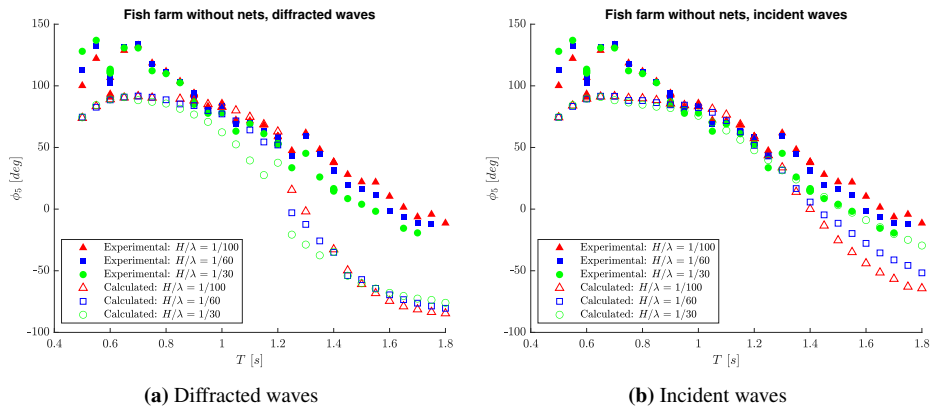 Fish farm without nets, diffracted waves
150
100
50
0
-50
-100
ϕ₅ [deg]
Experimental: H/λ = 1/100
Experimental: H/λ = 1/60
Experimental: H/λ = 1/30
Calculated: H/λ = 1/100
Calculated: H/λ = 1/60
Calculated: H/λ = 1/30
0.4 0.6 0.8 1 1.2 1.4 1.6 1.8
T [s]
(a) Diffracted waves
Fish farm without nets, incident waves
150
100
50
0
-50
-100
ϕ₅ [deg]
Experimental: H/λ = 1/100
Experimental: H/λ = 1/60
Experimental: H/λ = 1/30
Calculated: H/λ = 1/100
Calculated: H/λ = 1/60
Calculated: H/λ = 1/30
0.4 0.6 0.8 1 1.2 1.4 1.6 1.8
T [s]
(b) Incident waves